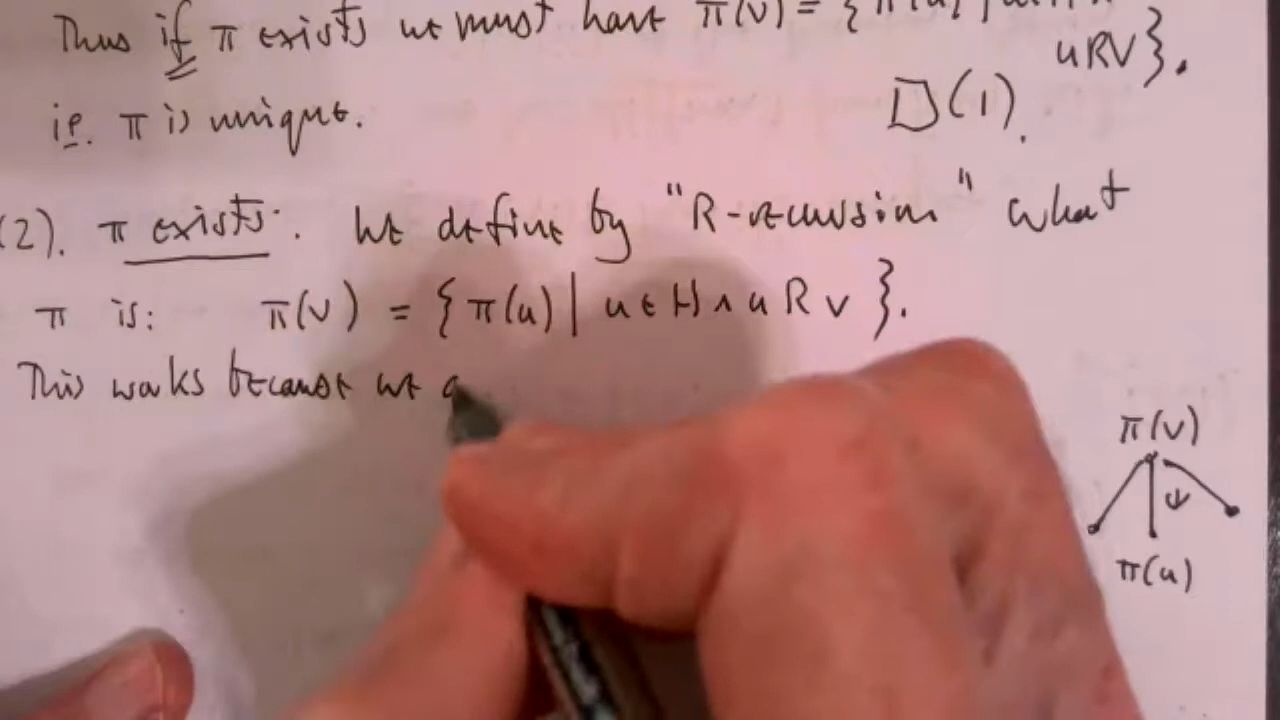 Thus if π exists we must have π(v) = {π(u) |
uRv}.
ie. π is unique.
(1).
(2). π exists: We define by "R-recursion" what
π is: π(v) = {π(u) | u ∈ H ∧ u R v}.
This works because we
π(v)
ψ
π(u)